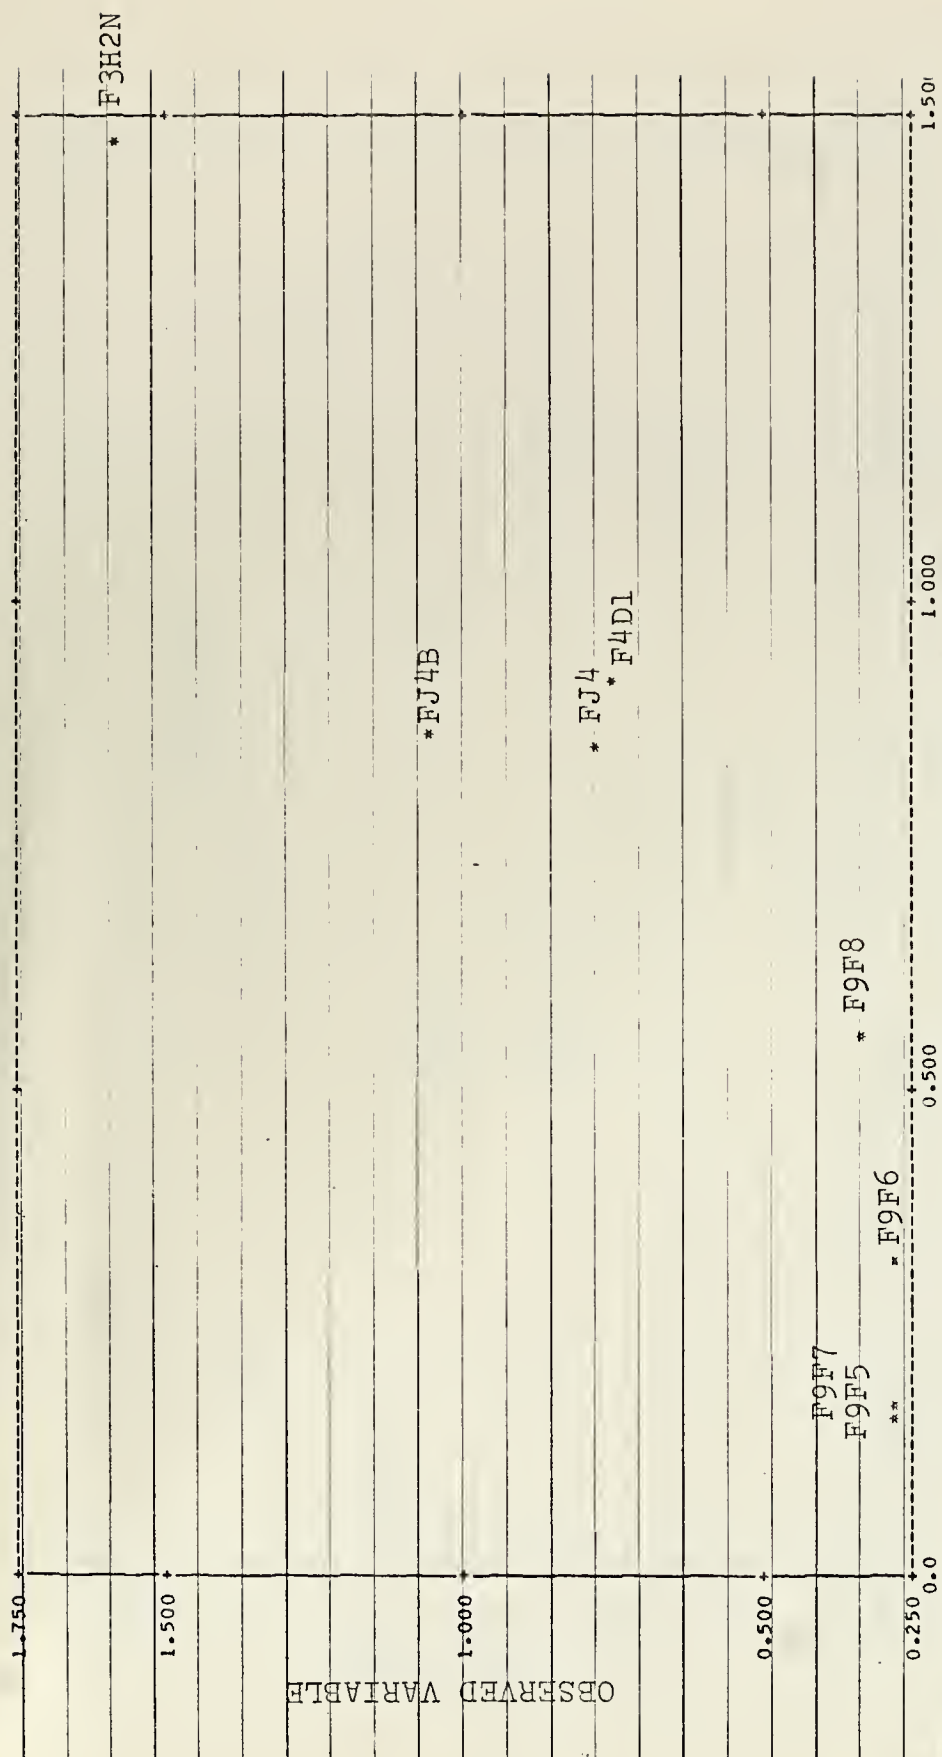 1.750
* F3H2N
1.500
*FJ4B
1.000
* FJ4
* F4D1
0.500
F9F7
F9F5
* F9F8
**
* F9F6
0.250
0.0
0.500
1.000
1.50
OBSERVED VARIABLE